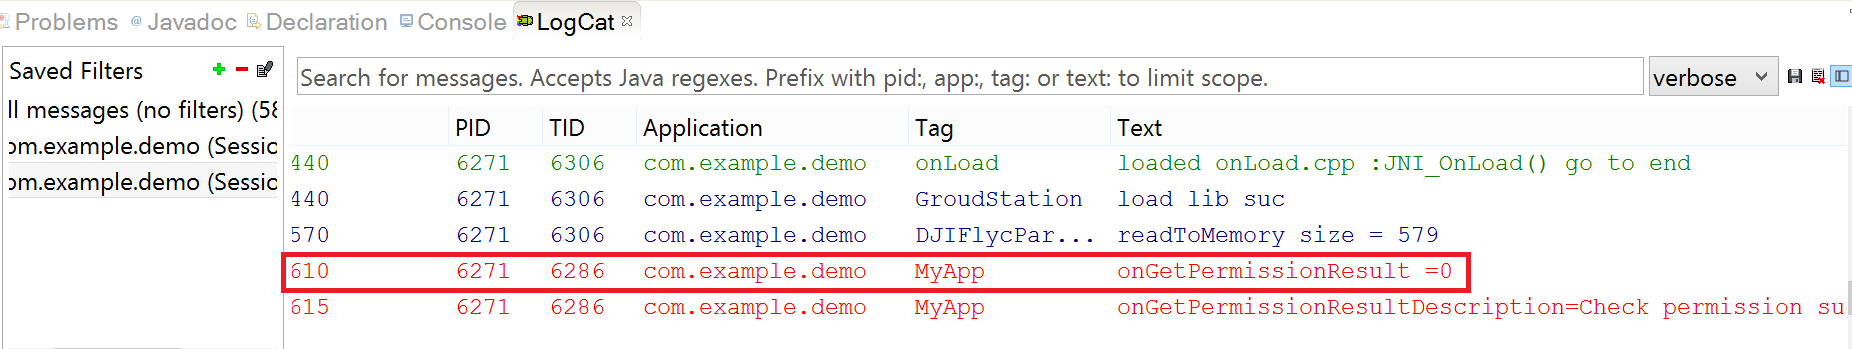 Problems @ Javadoc Declaration Console LogCat
Saved Filters
ll messages (no filters) (58
om.example.demo (Sessio
om.example.demo (Sessio
Search for messages. Accepts Java regexes. Prefix with pid:, app:, tag: or text: to limit scope. verbose
PID TID Application Tag Text
440 6271 6306 com.example.demo onLoad loaded onLoad.cpp :JNI_OnLoad() go to end
440 6271 6306 com.example.demo GroudStation load lib suc
570 6271 6306 com.example.demo DJIFlycPar... readToMemory size = 579
610 6271 6286 com.example.demo MyApp onGetPermissionResult =0
615 6271 6286 com.example.demo MyApp onGetPermissionResultDescription=Check permission su